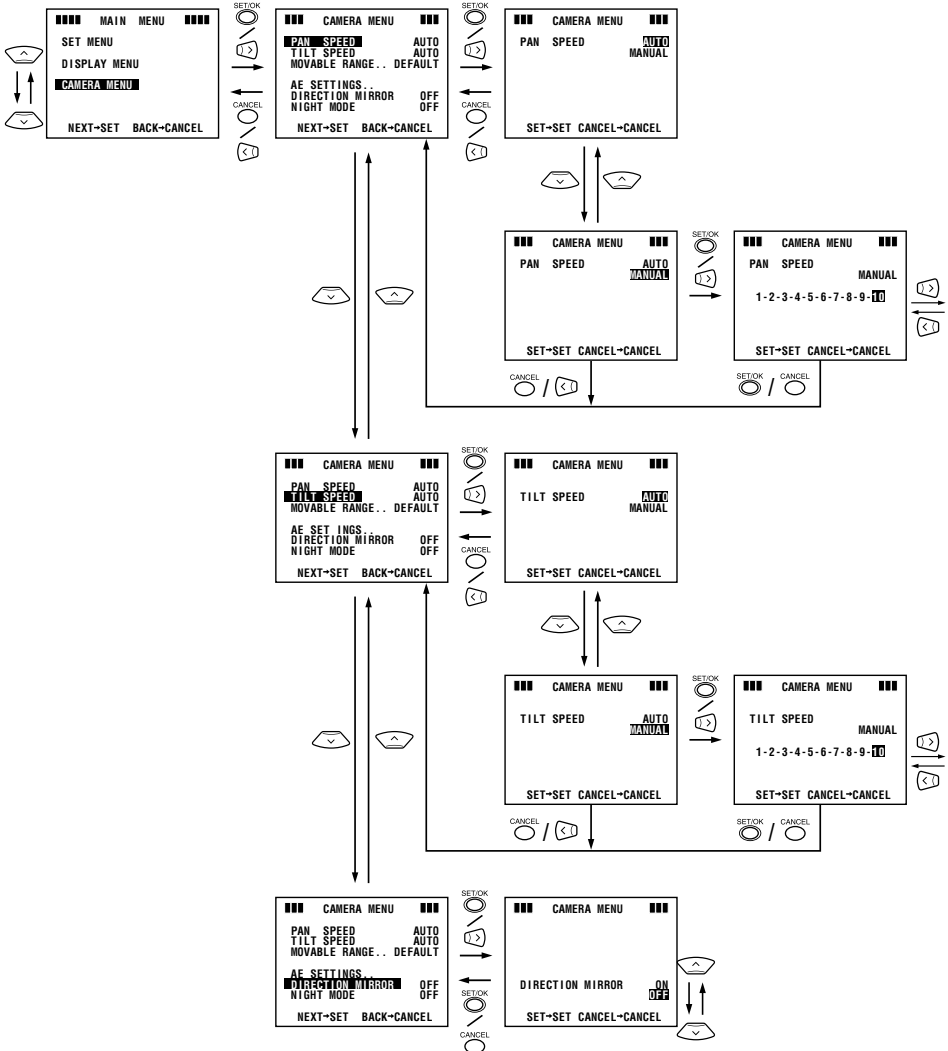 MAIN MENU
SET MENU
DISPLAY MENU
CAMERA MENU
NEXT→SET BACK→CANCEL
SET/OK
/
CANCEL
/
CAMERA MENU
PAN SPEED AUTO
TILT SPEED AUTO
MOVABLE RANGE.. DEFAULT
AE SETTINGS..
DIRECTION MIRROR OFF
NIGHT MODE OFF
NEXT→SET BACK→CANCEL
SET/OK
/
CANCEL
/
CAMERA MENU
PAN SPEED AUTO
MANUAL
SET→SET CANCEL→CANCEL
CAMERA MENU
PAN SPEED AUTO
MANUAL
SET→SET CANCEL→CANCEL
SET/OK
/
CAMERA MENU
PAN SPEED
MANUAL
1-2-3-4-5-6-7-8-9-10
SET→SET CANCEL→CANCEL
CANCEL /
SET/OK / CANCEL
CAMERA MENU
PAN SPEED AUTO
TILT SPEED AUTO
MOVABLE RANGE.. DEFAULT
AE SET INGS..
DIRECTION MIRROR OFF
NIGHT MODE OFF
NEXT→SET BACK→CANCEL
SET/OK
/
CANCEL
/
CAMERA MENU
TILT SPEED AUTO
MANUAL
SET→SET CANCEL→CANCEL
CAMERA MENU
TILT SPEED AUTO
MANUAL
SET→SET CANCEL→CANCEL
SET/OK
/
CAMERA MENU
TILT SPEED
MANUAL
1-2-3-4-5-6-7-8-9-10
SET→SET CANCEL→CANCEL
CANCEL /
SET/OK / CANCEL
CAMERA MENU
PAN SPEED AUTO
TILT SPEED AUTO
MOVABLE RANGE.. DEFAULT
AE SETTINGS..
DIRECTION MIRROR OFF
NIGHT MODE OFF
NEXT→SET BACK→CANCEL
SET/OK
/
SET/OK
/
CANCEL
CAMERA MENU
DIRECTION MIRROR ON
OFF
SET→SET CANCEL→CANCEL